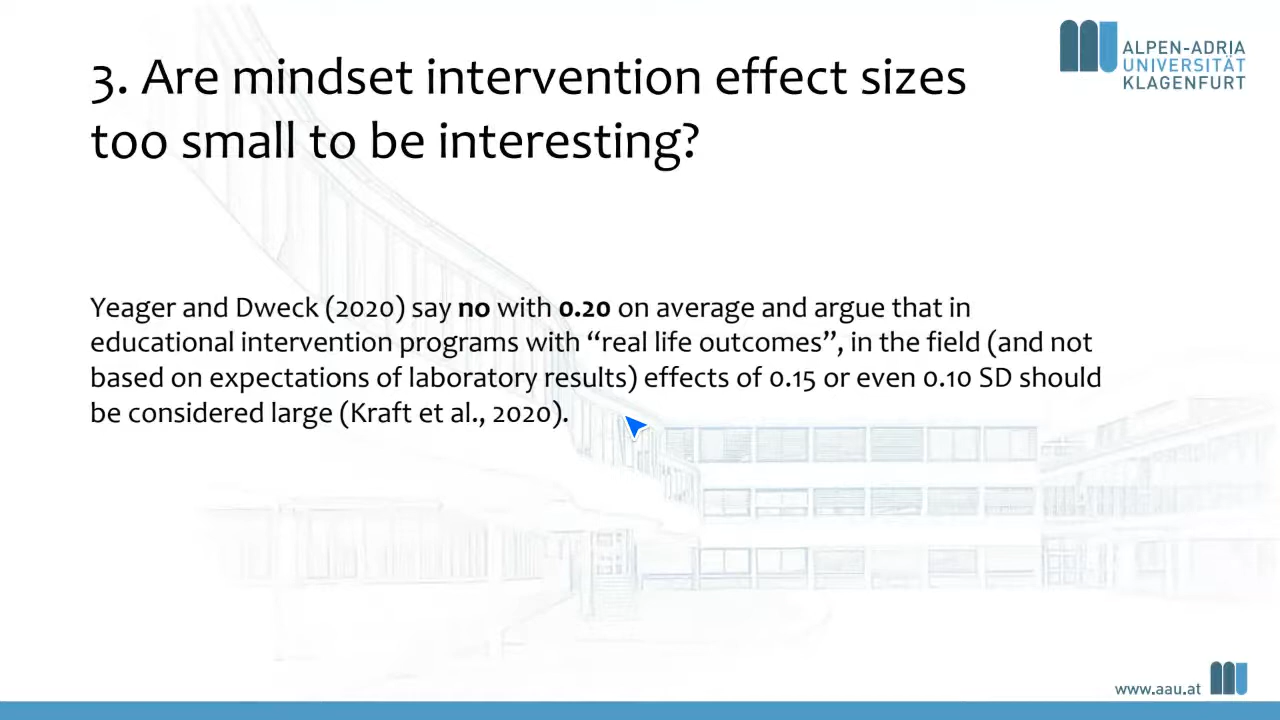 3. Are mindset intervention effect sizes
too small to be interesting?
ALPEN-ADRIA
UNIVERSITÄT
KLAGENFURT
Yeager and Dweck (2020) say no with 0.20 on average and argue that in
educational intervention programs with “real life outcomes”, in the field (and not
based on expectations of laboratory results) effects of 0.15 or even 0.10 SD should
be considered large (Kraft et al., 2020).
www.aau.at